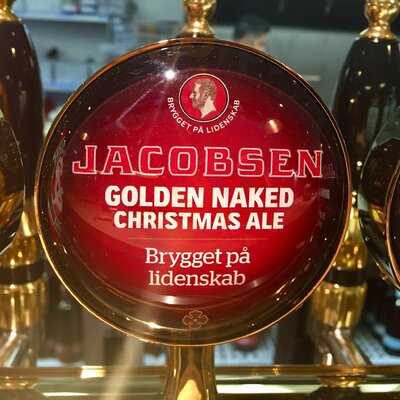 BRYGGET PÅ LIDENSKAB
JACOBSEN
GOLDEN NAKED
CHRISTMAS ALE
Brygget på
lidenskab